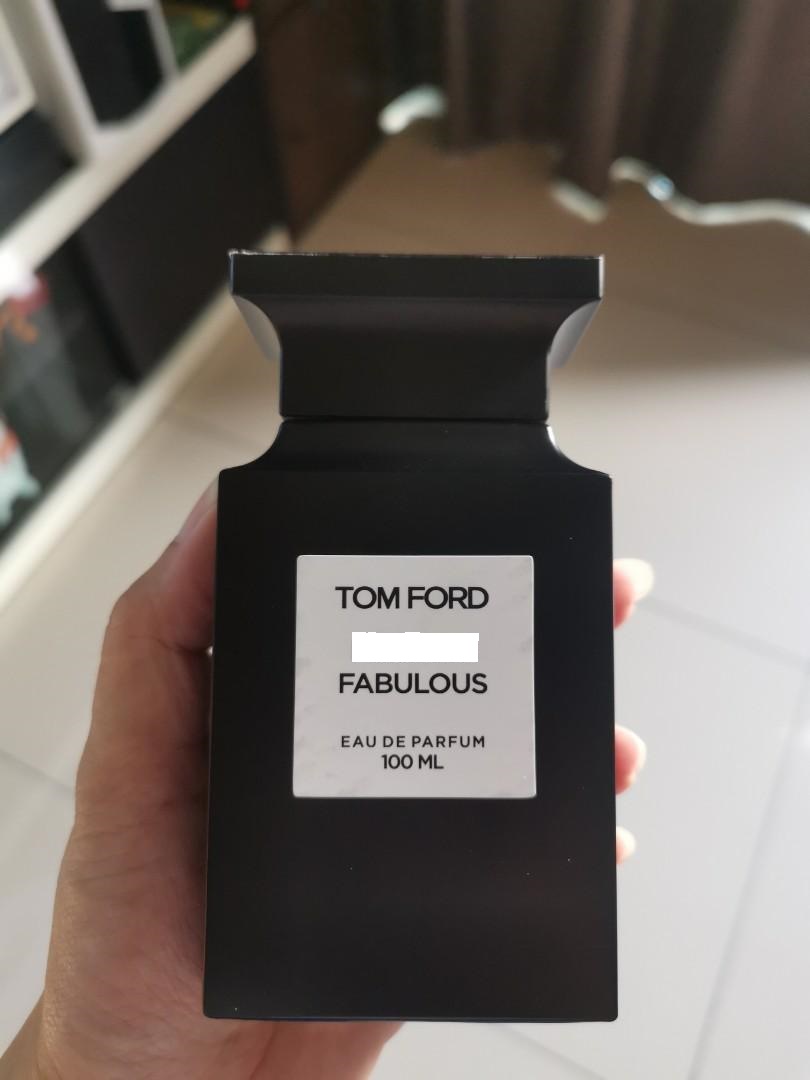 TOM FORD
FABULOUS
EAU DE PARFUM
100 ML